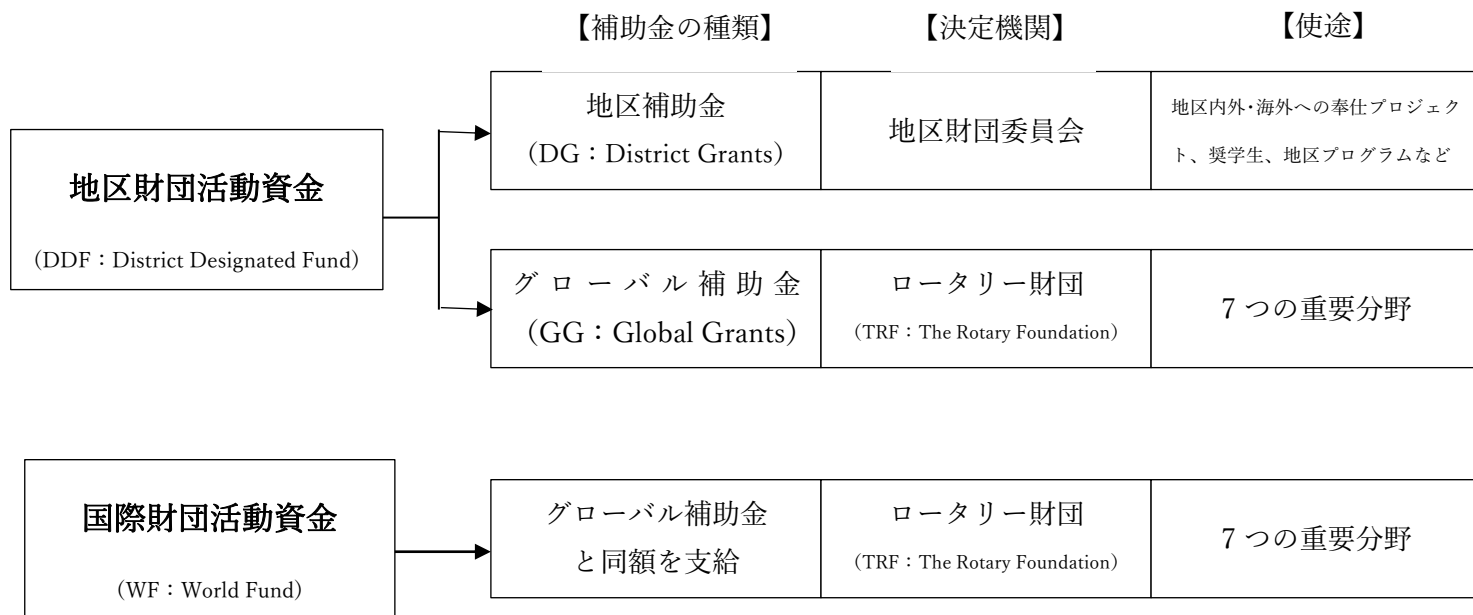 【補助金の種類】 【決定機関】 【使途】
地区補助金
（DG：District Grants）
地区財団委員会
地区内外･海外への奉仕プロジェク
ト、奨学生、地区プログラムなど
地区財団活動資金
（DDF：District Designated Fund）
グローバル補助金
（GG：Global Grants）
ロータリー財団
（TRF：The Rotary Foundation）
7 つの重要分野
国際財団活動資金
（WF：World Fund）
グローバル補助金
と同額を支給
ロータリー財団
（TRF：The Rotary Foundation）
7 つの重要分野